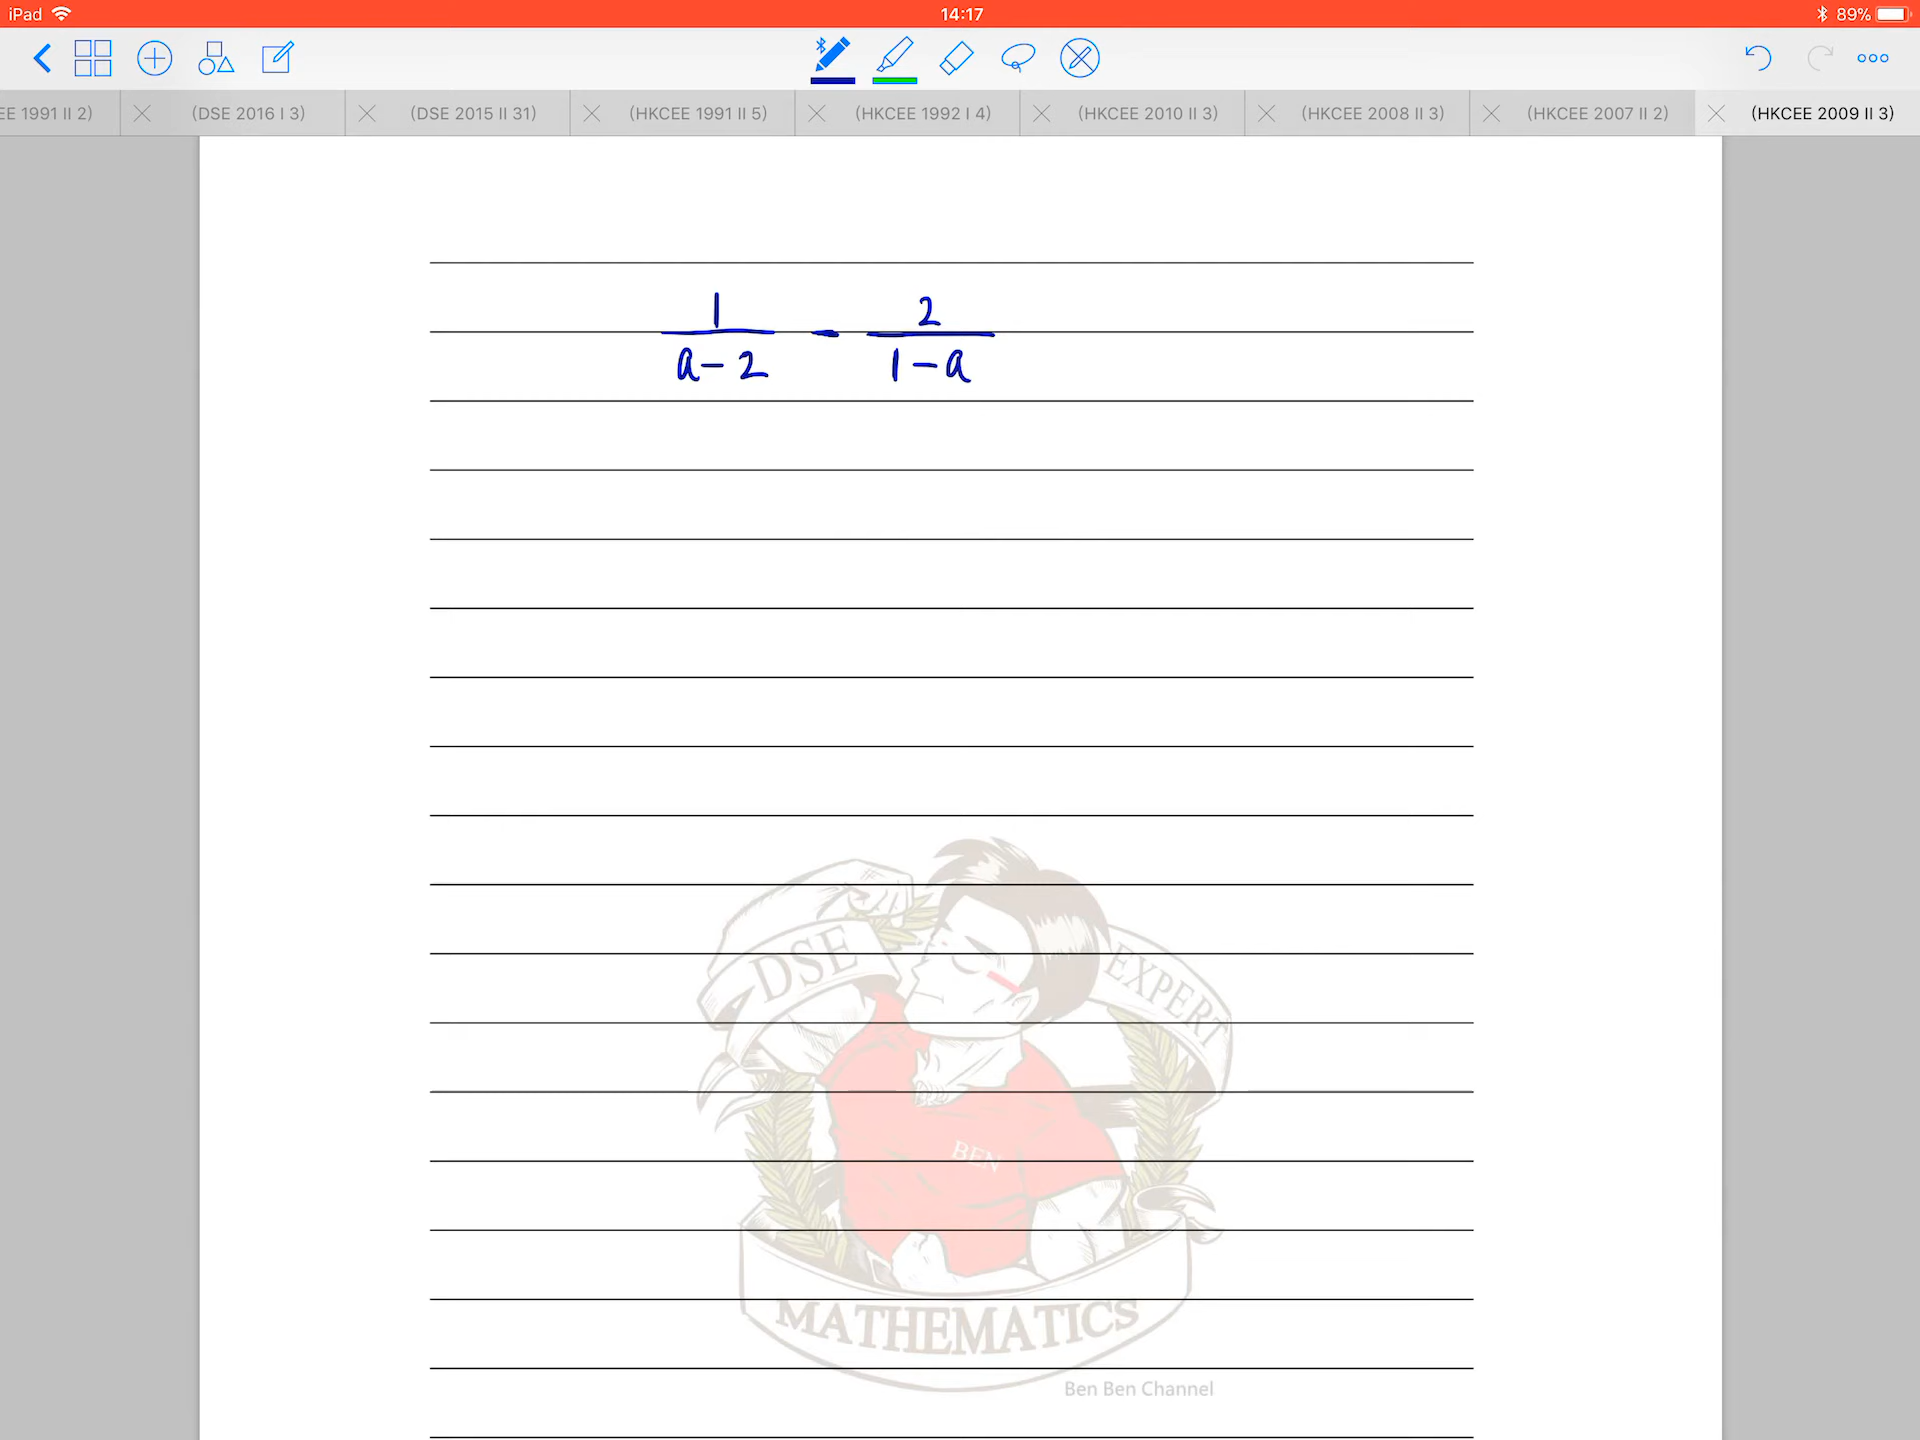 iPad 14:17 89%
EE 1991 II 2) (DSE 2016 I 3) (DSE 2015 II 31) (HKCEE 1991 II 5) (HKCEE 1992 I 4) (HKCEE 2010 II 3) (HKCEE 2008 II 3) (HKCEE 2007 II 2) (HKCEE 2009 II 3)
1/(a-2) - 2/(1-a)
DSE EXPERT
BEN
MATHEMATICS
Ben Ben Channel